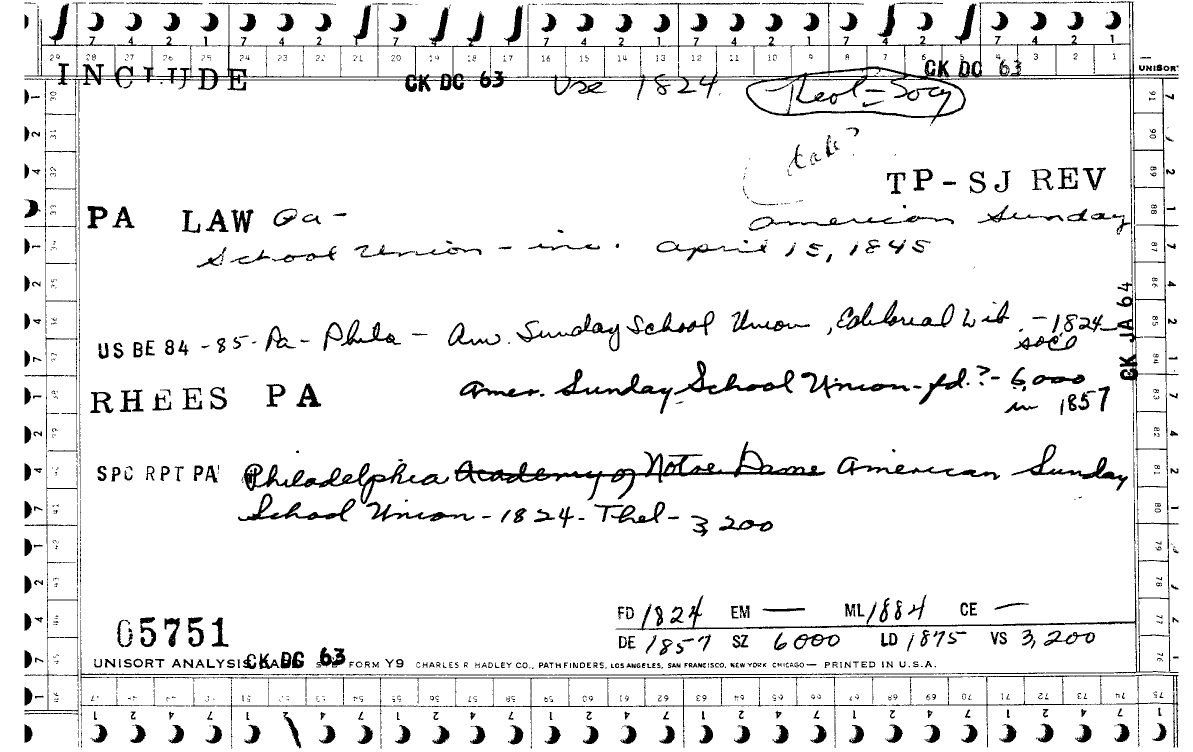 INCLUDE CK DC 63 Use 1824. Theol-Socy CK DC 63
UNISORT
take?
TP-SJ REV
PA LAW Pa - American Sunday
School Union - inc. April 15, 1845
CK JA 64
US BE 84-85-Pa-Phila - Am. Sunday School Union, Editorial Lib. -1824
soc'l
RHEES PA Amer. Sunday School Union-fd.?- 6,000
in 1857
SPC RPT PA Philadelphia Academy of Notre Dame American Sunday
School Union - 1824 - Thel - 3,200
FD 1824 EM — ML 1884 CE —
05751 DE 1857 SZ 6000 LD 1875 VS 3,200
UNISORT ANALYSIS CARD CK DC 63 FORM Y9 CHARLES R HADLEY CO., PATHFINDERS, LOS ANGELES, SAN FRANCISCO, NEW YORK CHICAGO — PRINTED IN U.S.A.